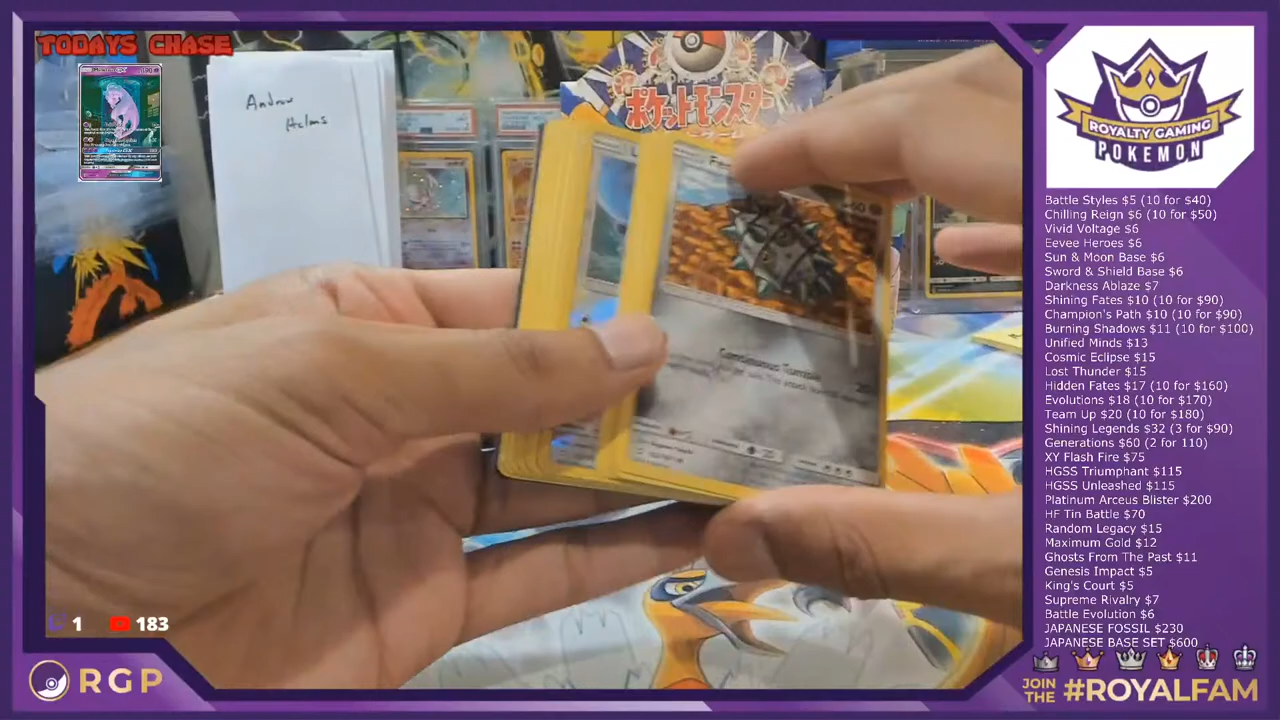 TODAYS CHASE
Andrew
Helms
ポケットモンスター
Continuous Tumble
20
ROYALTY GAMING
POKEMON
Battle Styles $5 (10 for $40)
Chilling Reign $6 (10 for $50)
Vivid Voltage $6
Eevee Heroes $6
Sun & Moon Base $6
Sword & Shield Base $6
Darkness Ablaze $7
Shining Fates $10 (10 for $90)
Champion's Path $10 (10 for $90)
Burning Shadows $11 (10 for $100)
Unified Minds $13
Cosmic Eclipse $15
Lost Thunder $15
Hidden Fates $17 (10 for $160)
Evolutions $18 (10 for $170)
Team Up $20 (10 for $180)
Shining Legends $32 (3 for $90)
Generations $60 (2 for 110)
XY Flash Fire $75
HGSS Triumphant $115
HGSS Unleashed $115
Platinum Arceus Blister $200
HF Tin Battle $70
Random Legacy $15
Maximum Gold $12
Ghosts From The Past $11
Genesis Impact $5
King's Court $5
Supreme Rivalry $7
Battle Evolution $6
JAPANESE FOSSIL $230
JAPANESE BASE SET $600
1 183
RGP
JOIN
THE #ROYALFAM